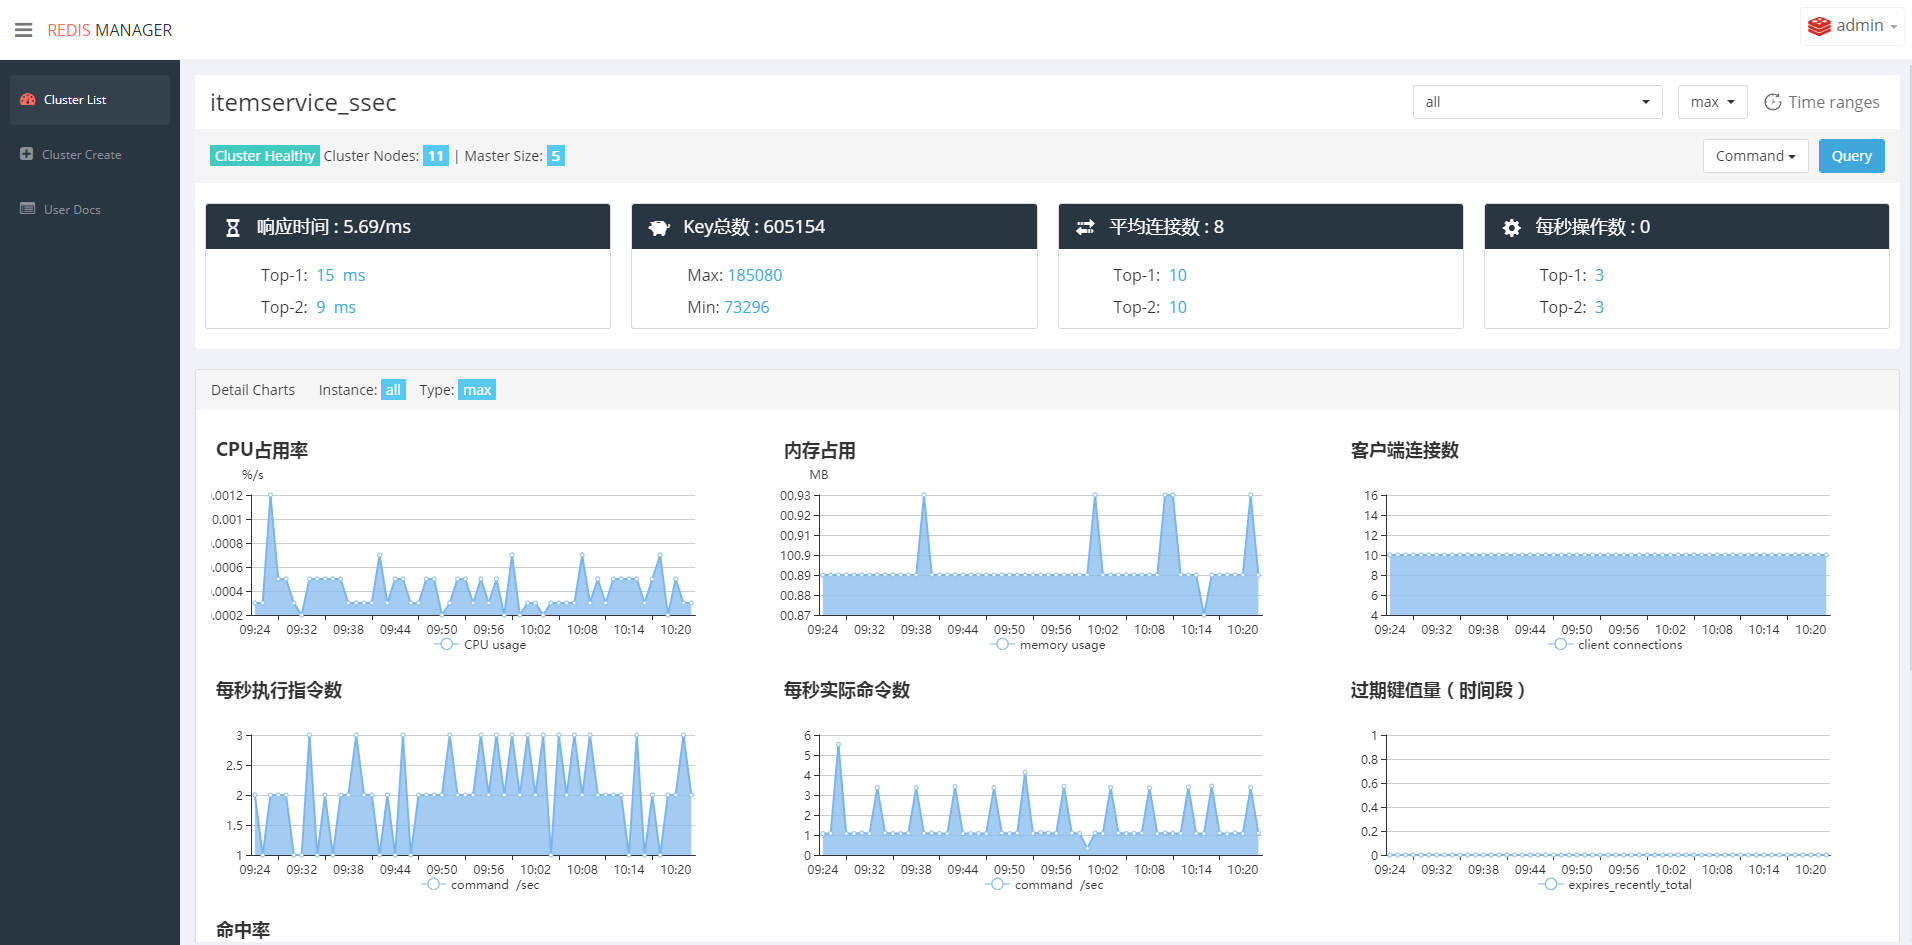 REDIS MANAGER
admin
Cluster List
Cluster Create
User Docs
itemservice_ssec
all
max
Time ranges
Cluster Healthy Cluster Nodes: 11 | Master Size: 5
Command
Query
响应时间 : 5.69/ms
Top-1: 15 ms
Top-2: 9 ms
Key总数 : 605154
Max: 185080
Min: 73296
平均连接数 : 8
Top-1: 10
Top-2: 10
每秒操作数 : 0
Top-1: 3
Top-2: 3
Detail Charts Instance: all Type: max
CPU占用率
%/s
.0012
0.001
.0008
.0006
.0004
.0002
09:24 09:32 09:38 09:44 09:50 09:56 10:02 10:08 10:14 10:20
CPU usage
内存占用
MB
00.93
00.92
00.91
100.9
00.89
00.88
00.87
09:24 09:32 09:38 09:44 09:50 09:56 10:02 10:08 10:14 10:20
memory usage
客户端连接数
16
14
12
10
8
6
4
09:24 09:32 09:38 09:44 09:50 09:56 10:02 10:08 10:14 10:20
client connections
每秒执行指令数
3
2.5
2
1.5
1
09:24 09:32 09:38 09:44 09:50 09:56 10:02 10:08 10:14 10:20
command /sec
每秒实际命令数
6
5
4
3
2
1
0
09:24 09:32 09:38 09:44 09:50 09:56 10:02 10:08 10:14 10:20
command /sec
过期键值量 ( 时间段 )
1
0.8
0.6
0.4
0.2
0
09:24 09:32 09:38 09:44 09:50 09:56 10:02 10:08 10:14 10:20
expires_recently_total
命中率